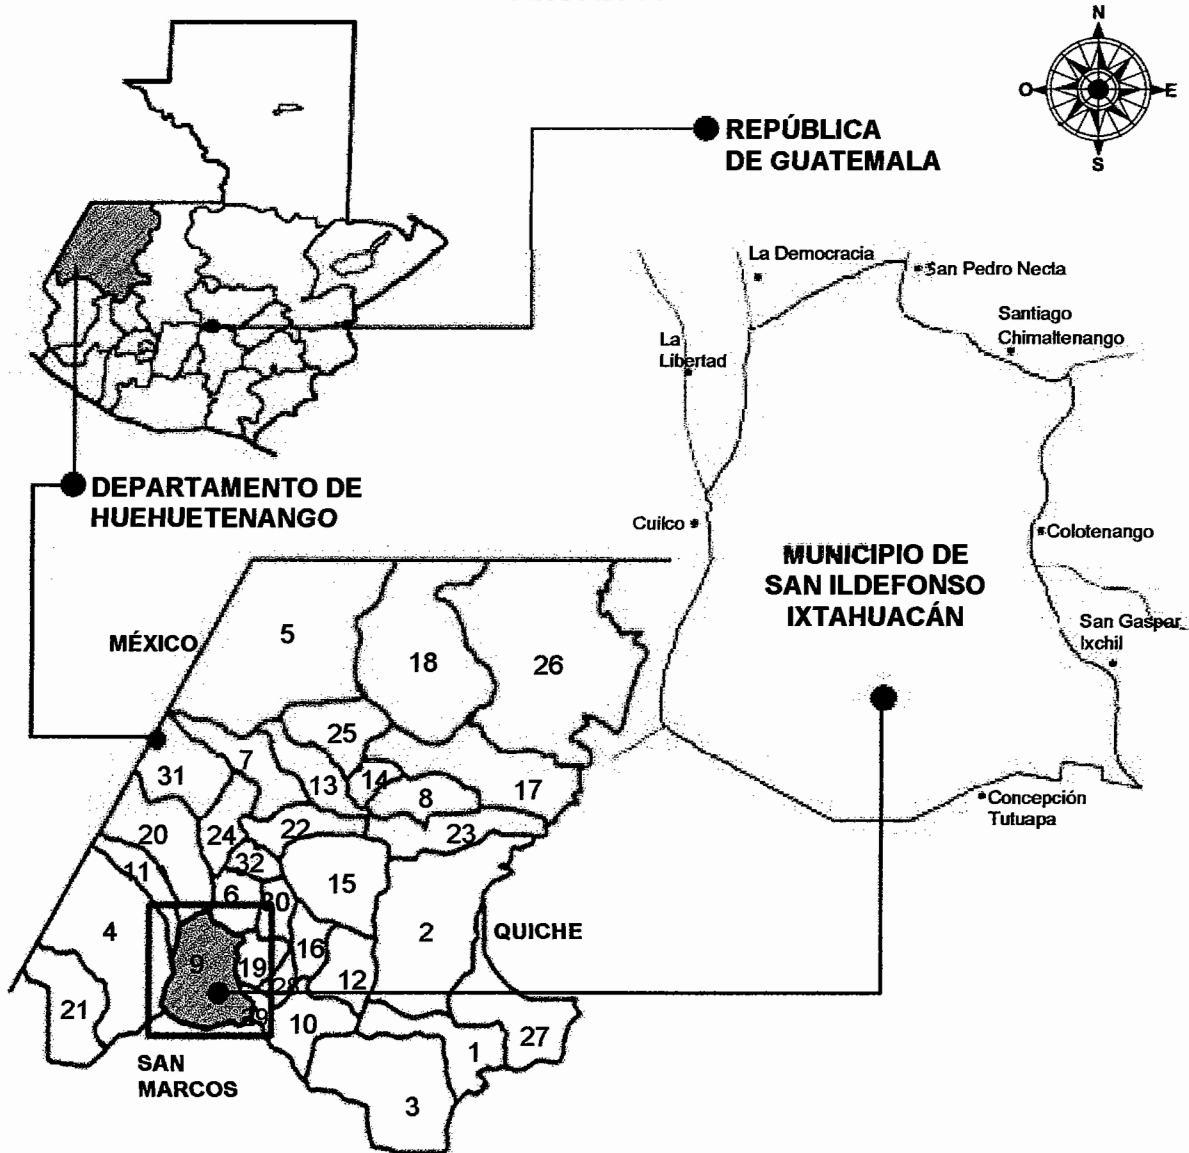 N
O
E
S
REPÚBLICA
DE GUATEMALA
La Democracia
San Pedro Necta
Santiago
Chimaltenango
La
Libertad
DEPARTAMENTO DE
HUEHUETENANGO
Cuilco
Colotenango
MUNICIPIO DE
SAN ILDEFONSO
IXTAHUACÁN
San Gaspar
Ixchil
Concepción
Tutuapa
MÉXICO
5
18
26
25
7
31
13
14
8
17
20
24
22
23
11
32
15
6
30
4
9
19
16
2
QUICHE
28
12
21
29
10
1
27
SAN
MARCOS
3